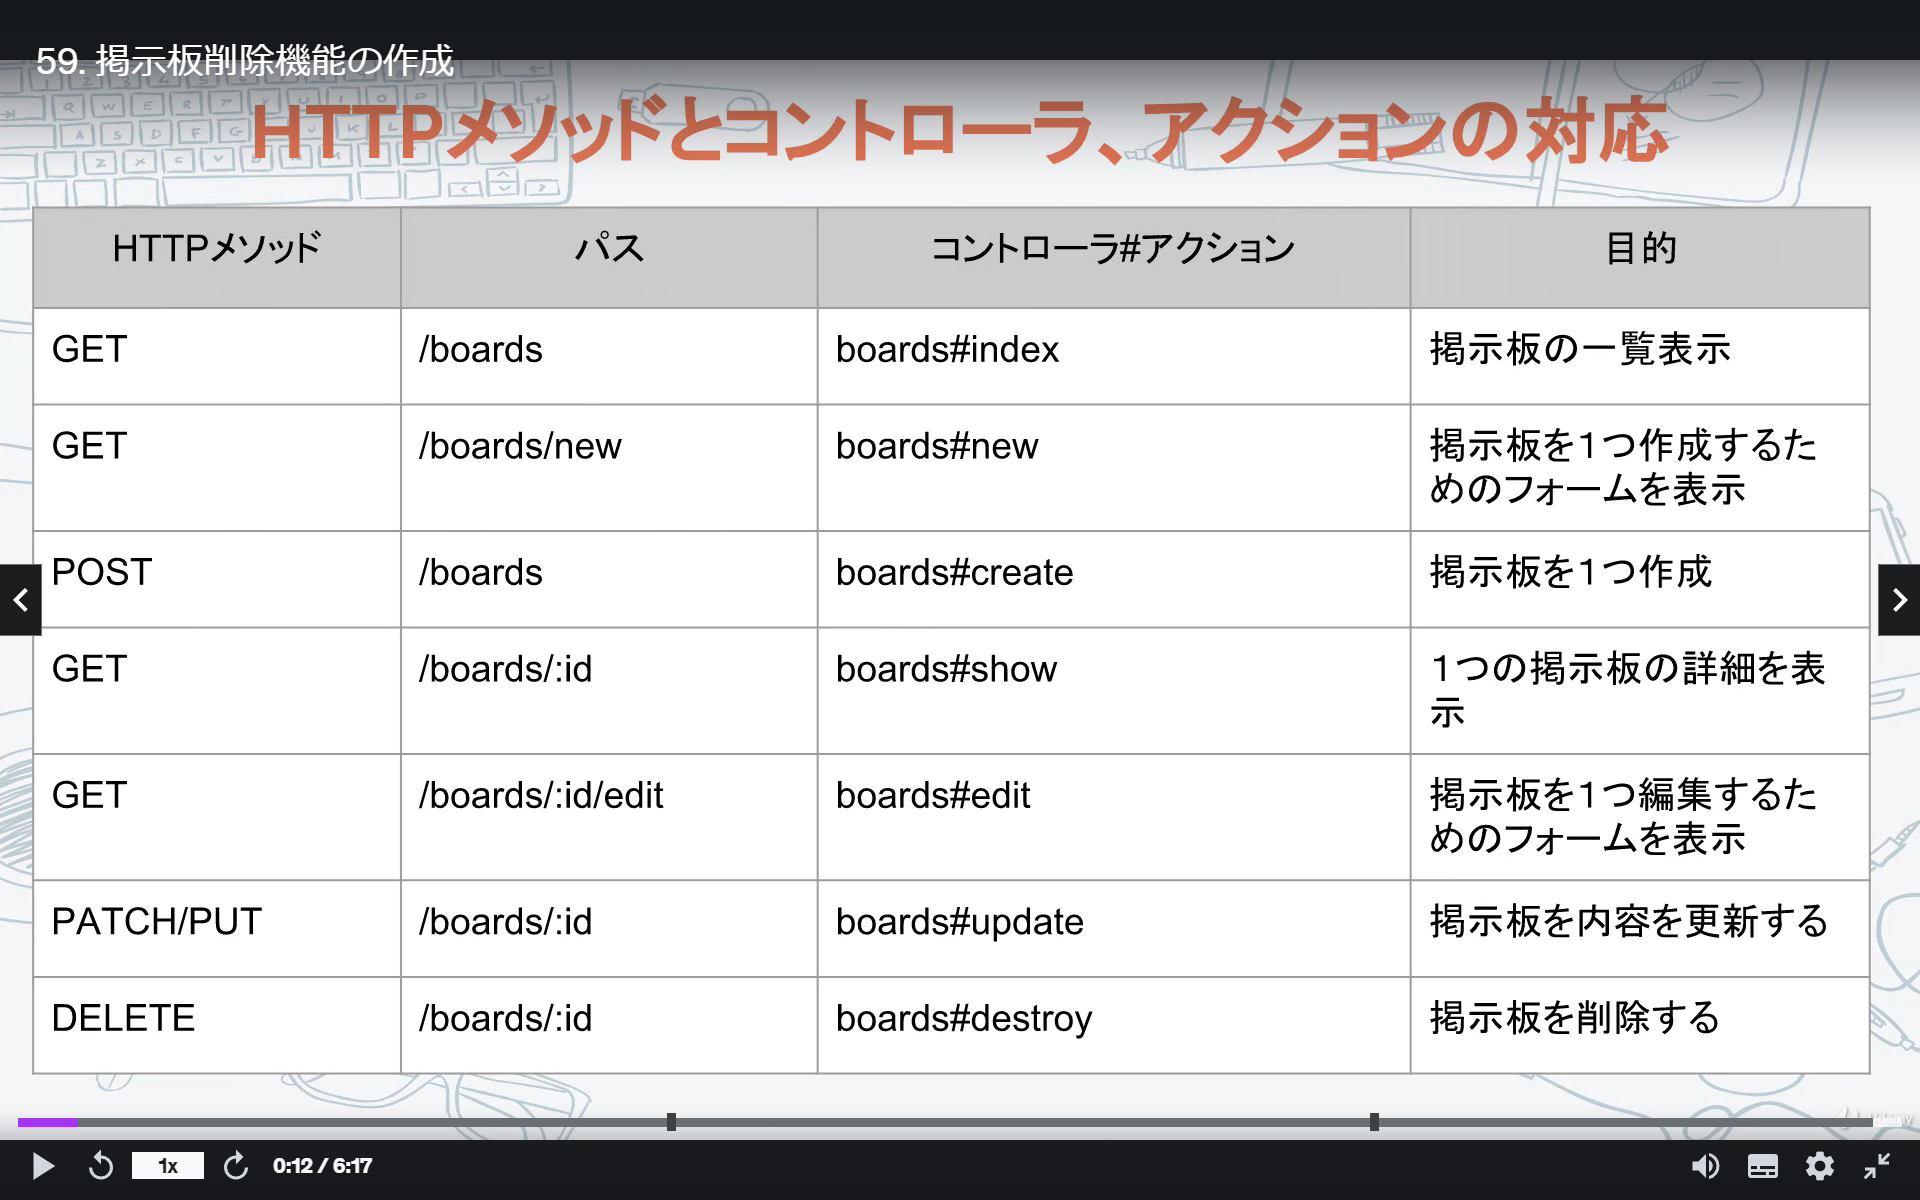 59. 掲示板削除機能の作成
HTTPメソッドとコントローラ、アクションの対応
HTTPメソッド パス コントローラ#アクション 目的
GET /boards boards#index 掲示板の一覧表示
GET /boards/new boards#new 掲示板を1つ作成するた
めのフォームを表示
POST /boards boards#create 掲示板を1つ作成
GET /boards/:id boards#show 1つの掲示板の詳細を表
示
GET /boards/:id/edit boards#edit 掲示板を1つ編集するた
めのフォームを表示
PATCH/PUT /boards/:id boards#update 掲示板を内容を更新する
DELETE /boards/:id boards#destroy 掲示板を削除する
1x 0:12 / 6:17